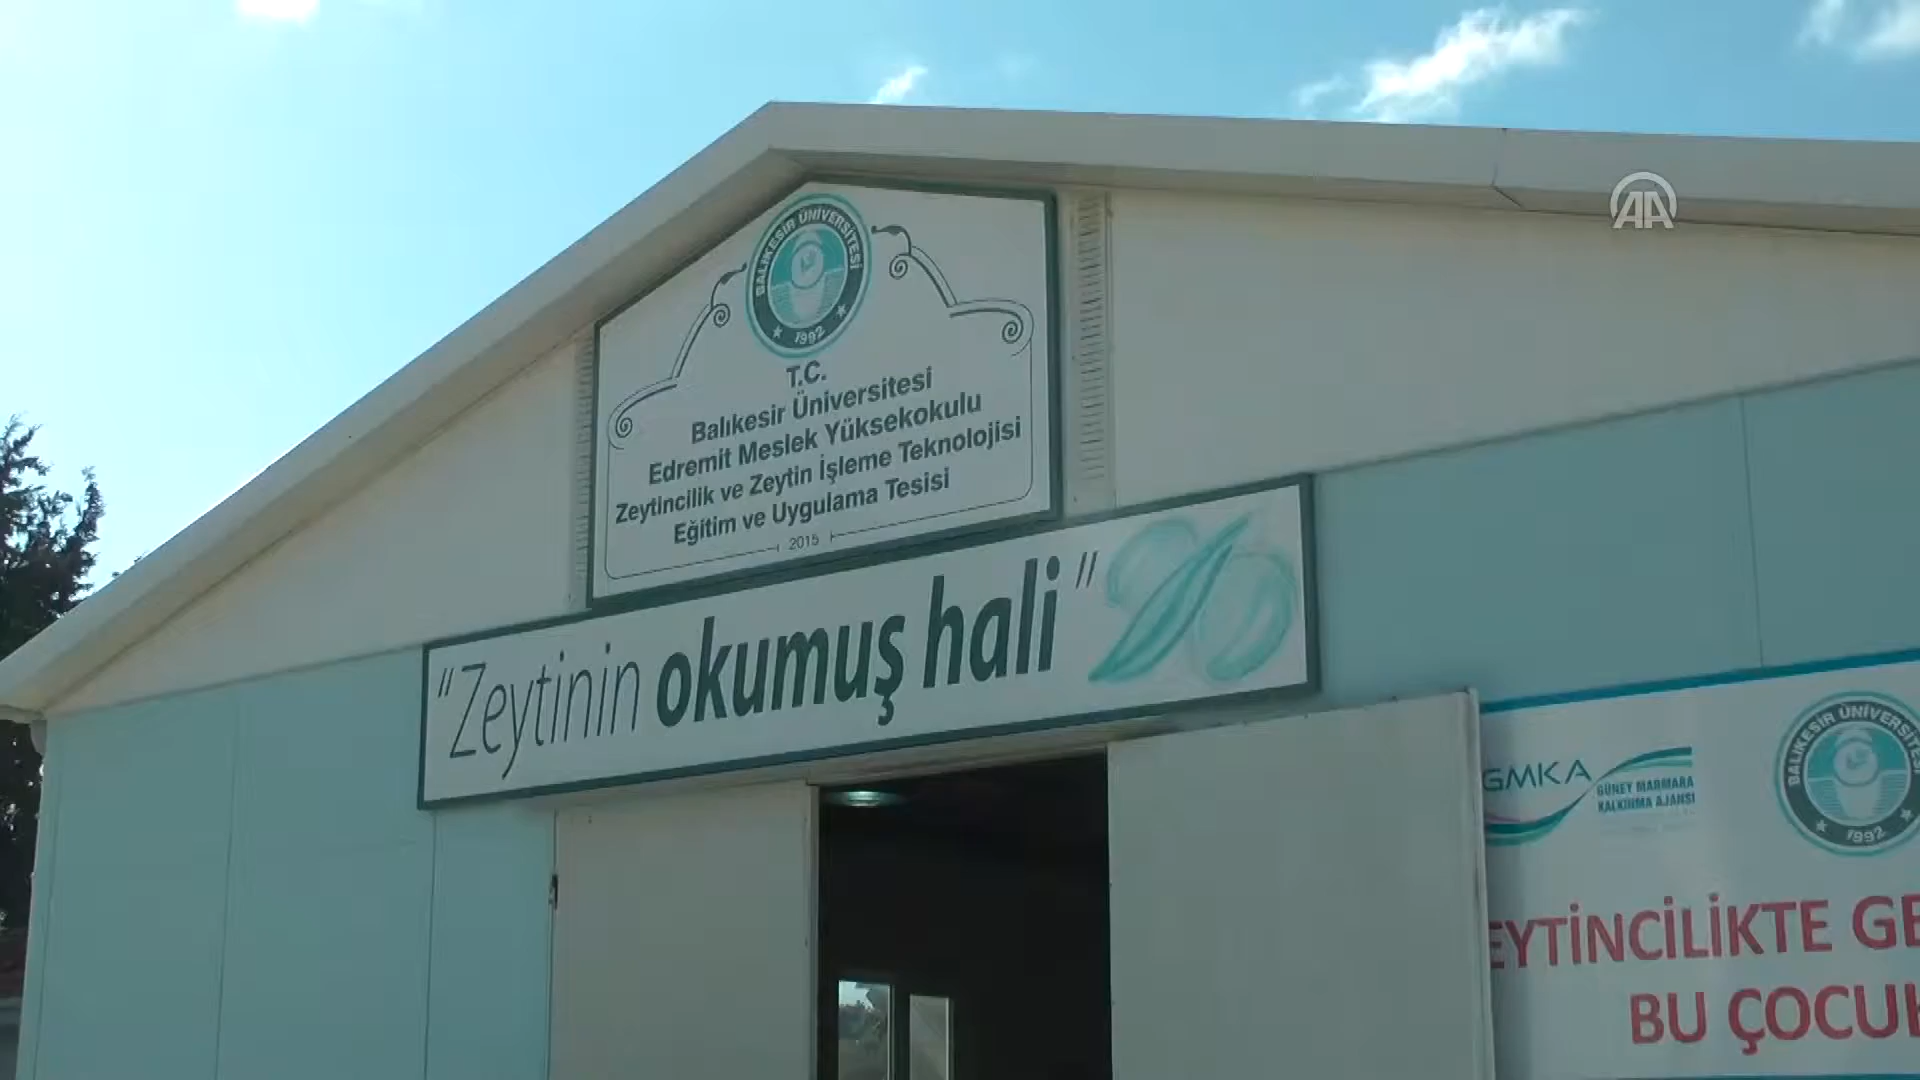 AA
BALIKESİR ÜNİVERSİTESİ
1992
T.C.
Balıkesir Üniversitesi
Edremit Meslek Yüksekokulu
Zeytincilik ve Zeytin İşleme Teknolojisi
Eğitim ve Uygulama Tesisi
2015
"Zeytinin okumuş hali"
GMKA
GÜNEY MARMARA
KALKINMA AJANSI
BALIKESİR ÜNİVERSİTESİ
1992
EYTİNCİLİKTE GE
BU ÇOCUK